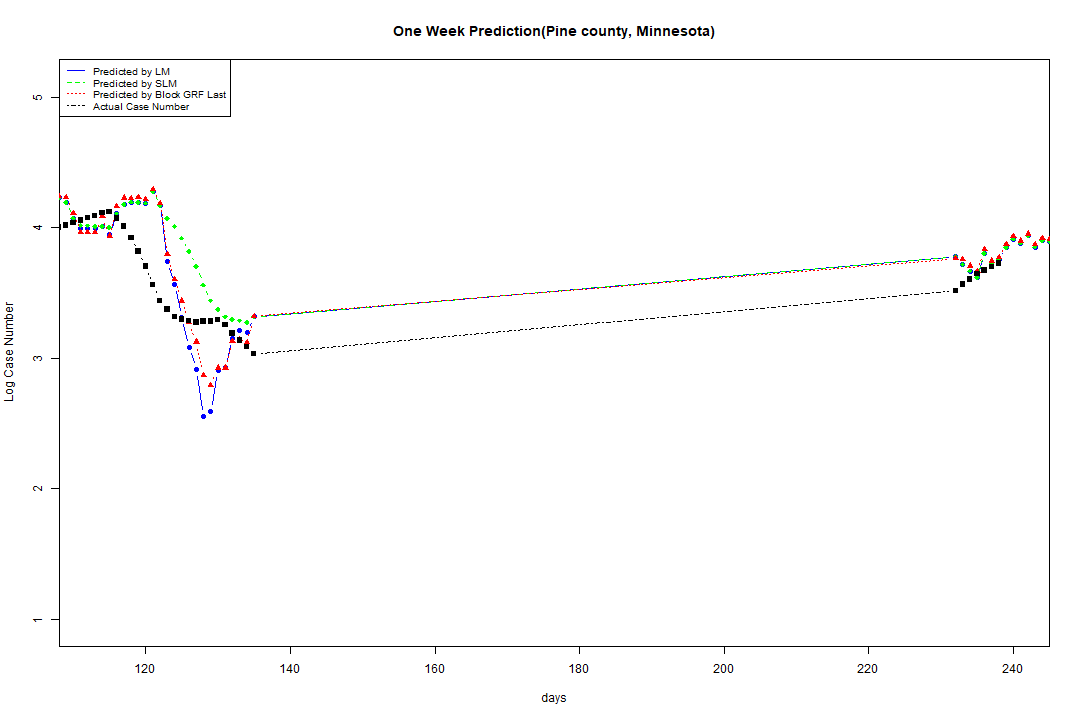 One Week Prediction(Pine county, Minnesota)
Predicted by LM
Predicted by SLM
Predicted by Block GRF Last
Actual Case Number
5
4
3
2
1
Log Case Number
120 140 160 180 200 220 240
days